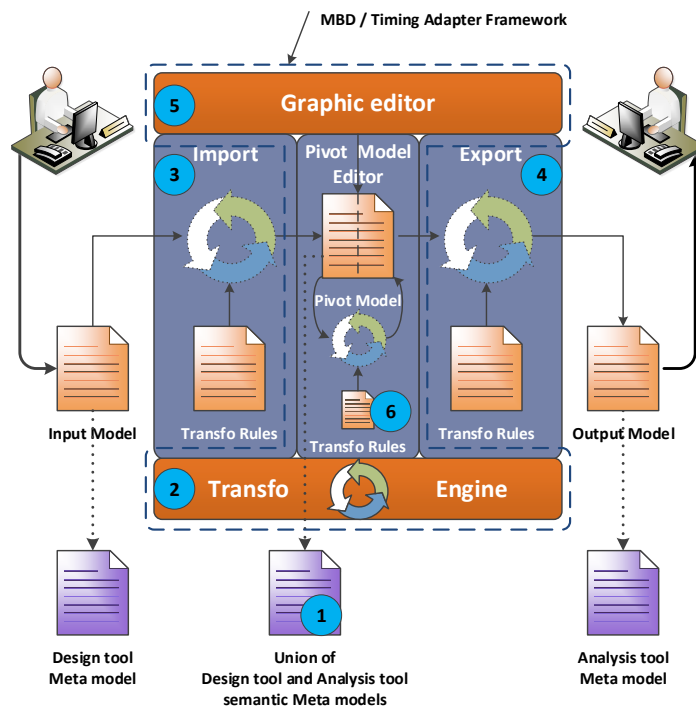 MBD / Timing Adapter Framework
5
Graphic editor
3
Import
Pivot Model
Editor
Export
4
Pivot Model
6
Input Model
Transfo Rules
Transfo Rules
Transfo Rules
Output Model
2
Transfo
Engine
1
Design tool
Meta model
Union of
Design tool and Analysis tool
semantic Meta models
Analysis tool
Meta model